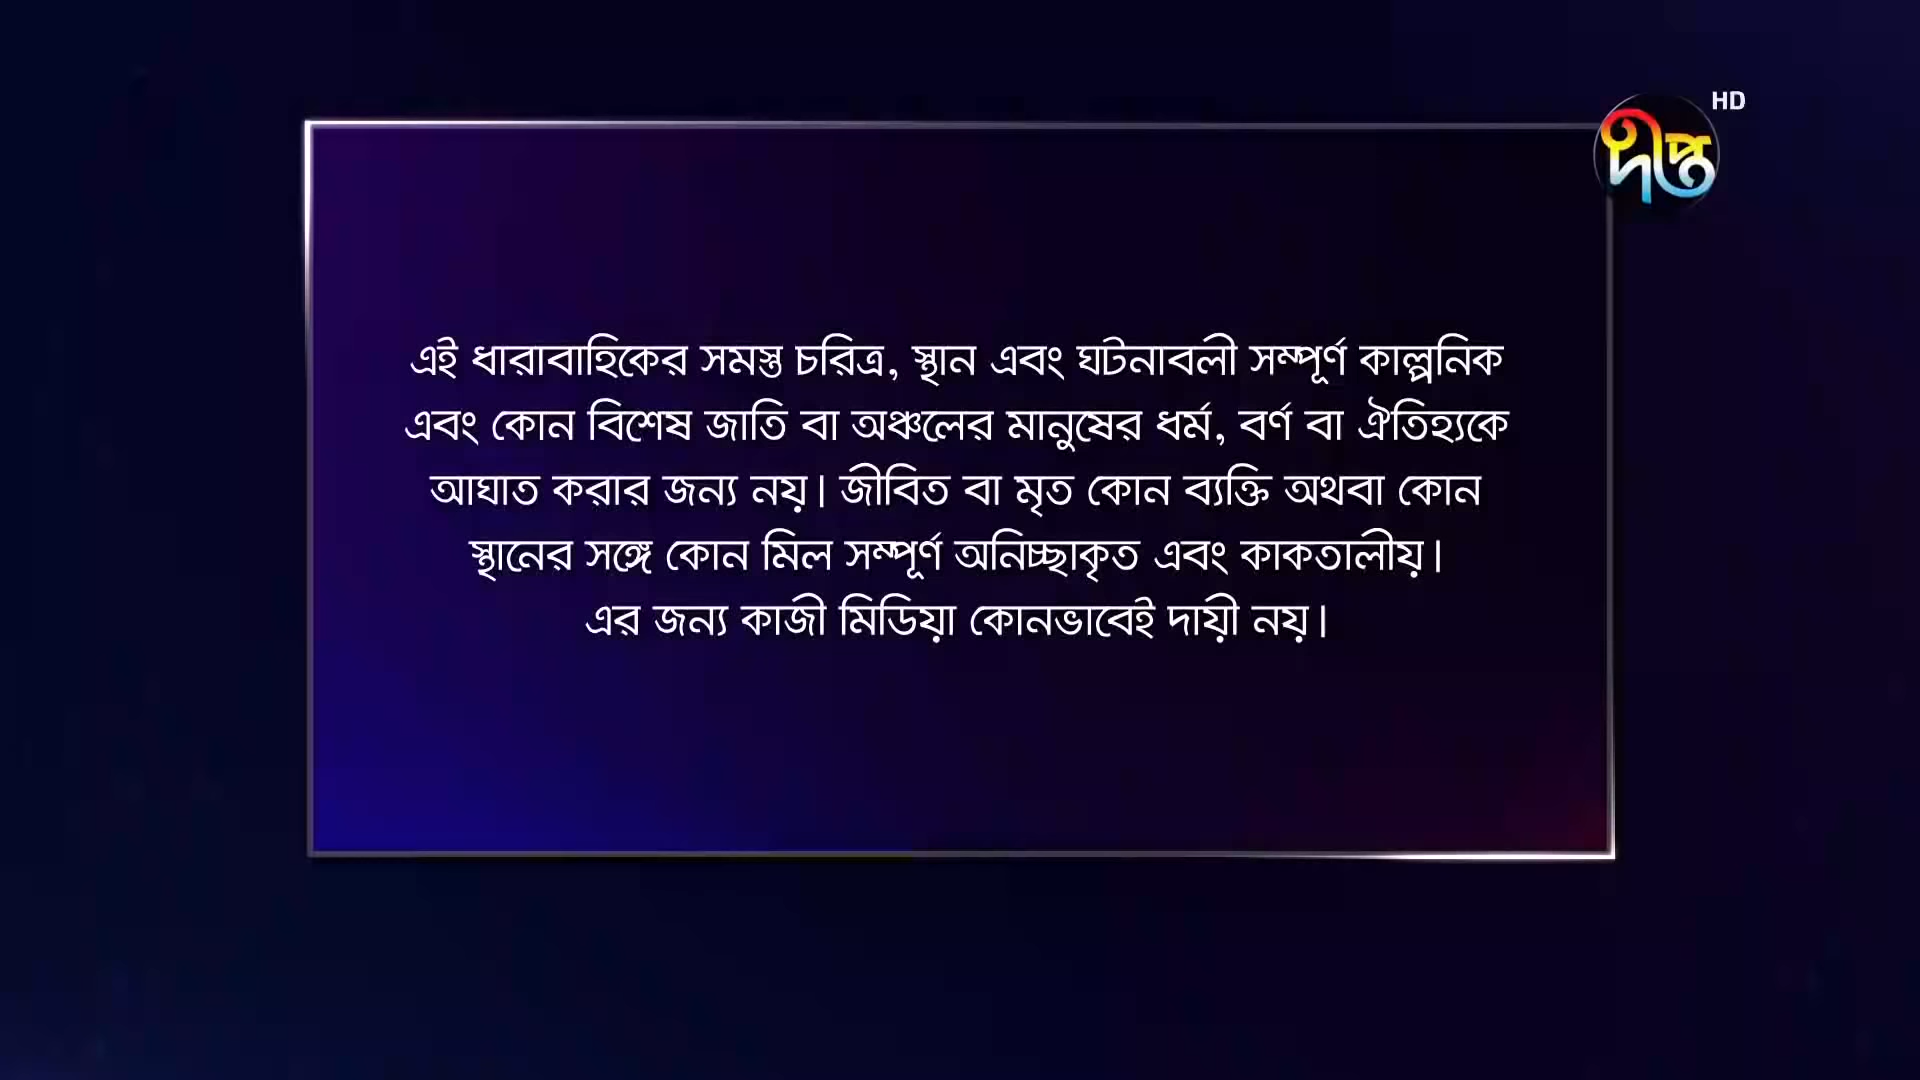 HD
দীপ্ত
এই ধারাবাহিকের সমস্ত চরিত্র, স্থান এবং ঘটনাবলী সম্পূর্ণ কাল্পনিক
এবং কোন বিশেষ জাতি বা অঞ্চলের মানুষের ধর্ম, বর্ণ বা ঐতিহ্যকে
আঘাত করার জন্য নয়। জীবিত বা মৃত কোন ব্যক্তি অথবা কোন
স্থানের সঙ্গে কোন মিল সম্পূর্ণ অনিচ্ছাকৃত এবং কাকতালীয়।
এর জন্য কাজী মিডিয়া কোনভাবেই দায়ী নয়।